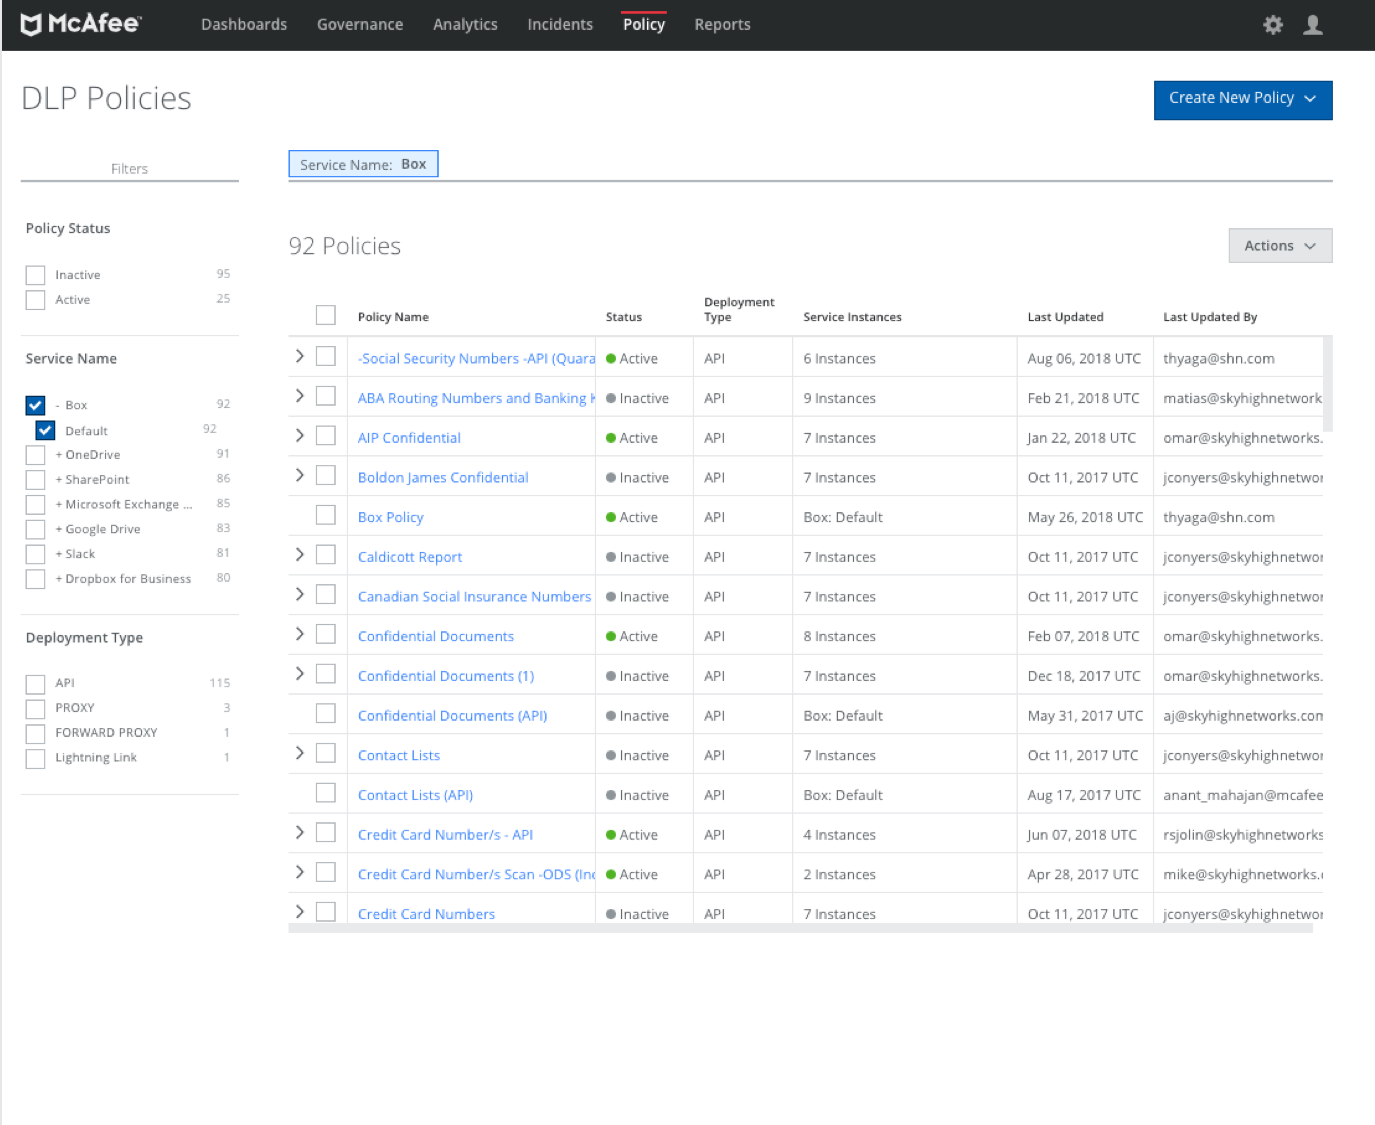 McAfee™ Dashboards Governance Analytics Incidents Policy Reports
DLP Policies
Create New Policy
Filters
Service Name: Box
Policy Status
92 Policies
Actions
Inactive 95
Active 25
Service Name
- Box 92
Default 92
+ OneDrive 91
+ SharePoint 86
+ Microsoft Exchange ... 85
+ Google Drive 83
+ Slack 81
+ Dropbox for Business 80
Deployment Type
API 115
PROXY 3
FORWARD PROXY 1
Lightning Link 1
Policy Name Status Deployment Type Service Instances Last Updated Last Updated By
-Social Security Numbers -API (Quara Active API 6 Instances Aug 06, 2018 UTC thyaga@shn.com
ABA Routing Numbers and Banking K Inactive API 9 Instances Feb 21, 2018 UTC matias@skyhighnetwork
AIP Confidential Active API 7 Instances Jan 22, 2018 UTC omar@skyhighnetworks.
Boldon James Confidential Inactive API 7 Instances Oct 11, 2017 UTC jconyers@skyhighnetwor
Box Policy Active API Box: Default May 26, 2018 UTC thyaga@shn.com
Caldicott Report Inactive API 7 Instances Oct 11, 2017 UTC jconyers@skyhighnetwor
Canadian Social Insurance Numbers Inactive API 7 Instances Oct 11, 2017 UTC jconyers@skyhighnetwor
Confidential Documents Active API 8 Instances Feb 07, 2018 UTC omar@skyhighnetworks.
Confidential Documents (1) Inactive API 7 Instances Dec 18, 2017 UTC omar@skyhighnetworks.
Confidential Documents (API) Inactive API Box: Default May 31, 2017 UTC aj@skyhighnetworks.com
Contact Lists Inactive API 7 Instances Oct 11, 2017 UTC jconyers@skyhighnetwor
Contact Lists (API) Inactive API Box: Default Aug 17, 2017 UTC anant_mahajan@mcafee
Credit Card Number/s - API Active API 4 Instances Jun 07, 2018 UTC rsjolin@skyhighnetworks
Credit Card Number/s Scan -ODS (Inc Active API 2 Instances Apr 28, 2017 UTC mike@skyhighnetworks.
Credit Card Numbers Inactive API 7 Instances Oct 11, 2017 UTC jconyers@skyhighnetwor